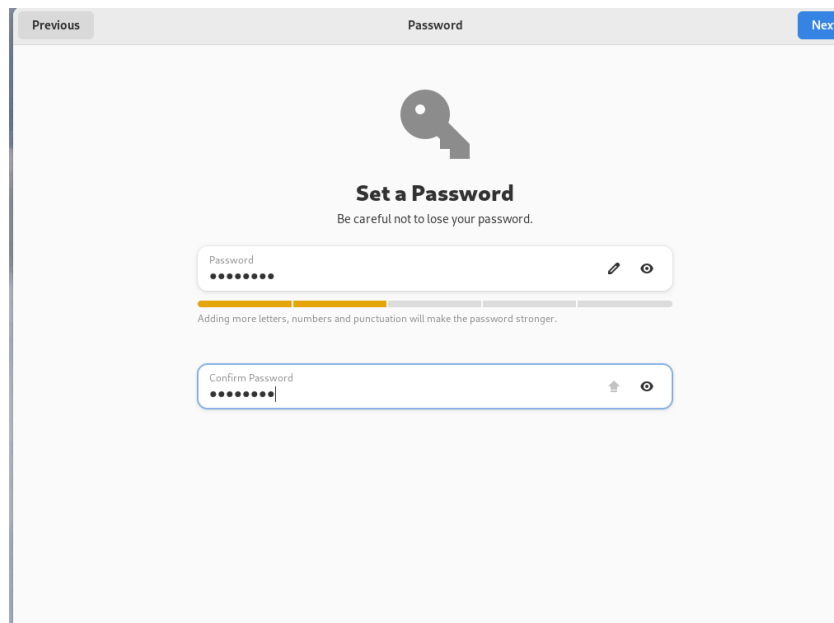 Previous
Password
Nex
Set a Password
Be careful not to lose your password.
Password
●●●●●●●●
Adding more letters, numbers and punctuation will make the password stronger.
Confirm Password
●●●●●●●●